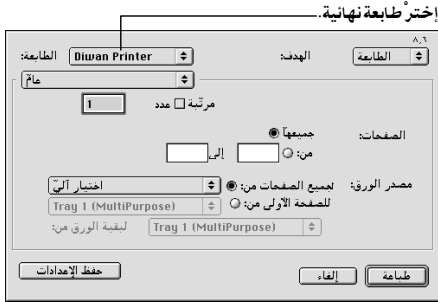 إخترْ طابعة نهائية.
٨,٦
الهدف: الطابعة الطابعة: Diwan Printer
عامّ
عدد مرتّبة 1
الصفحات: جميعهاّ
من: إلى
مصدر الورق: لجميع الصفحات من: اختيار آليّ
للصفحة الآولى من: Tray 1 (MultiPurpose)
لبقية الورق من: Tray 1 (MultiPurpose)
طباعة إلغاء حفظ الإعدادات